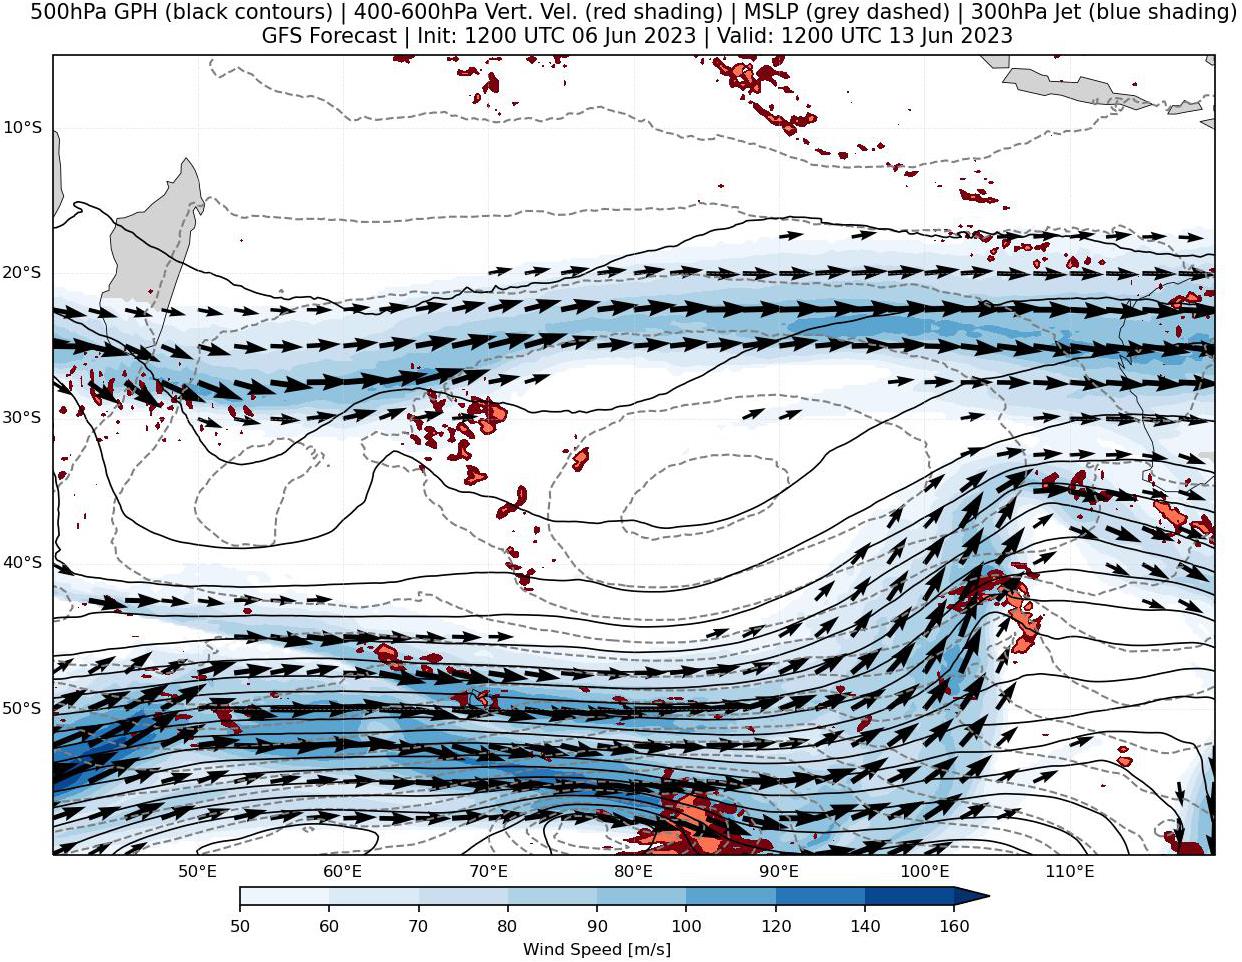 500hPa GPH (black contours) | 400-600hPa Vert. Vel. (red shading) | MSLP (grey dashed) | 300hPa Jet (blue shading)
GFS Forecast | Init: 1200 UTC 06 Jun 2023 | Valid: 1200 UTC 13 Jun 2023
10°S
20°S
30°S
40°S
50°S
50°E 60°E 70°E 80°E 90°E 100°E 110°E
50 60 70 80 90 100 120 140 160
Wind Speed [m/s]